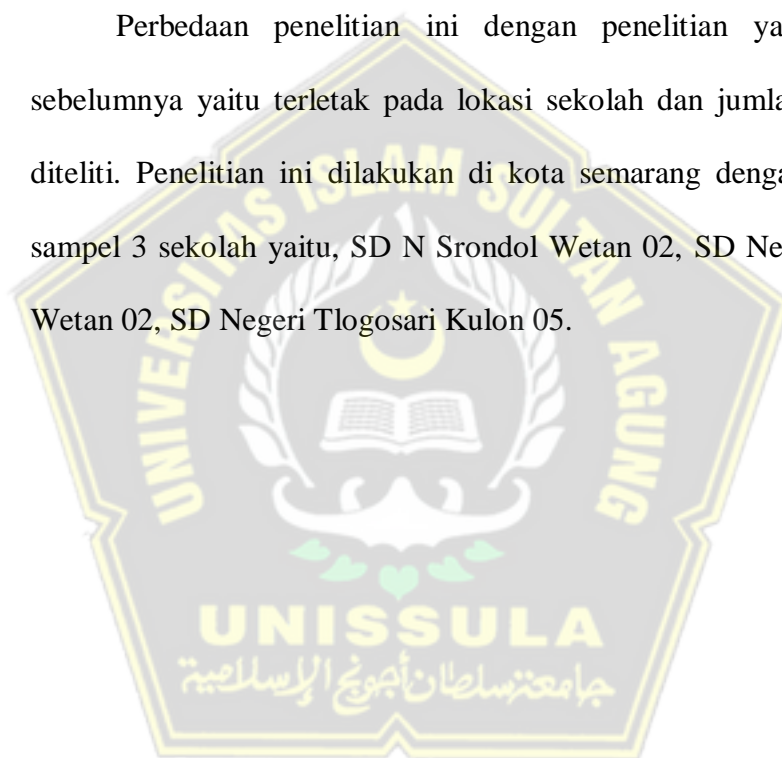 Perbedaan penelitian ini dengan penelitian ya
sebelumnya yaitu terletak pada lokasi sekolah dan jumla
diteliti. Penelitian ini dilakukan di kota semarang denga
sampel 3 sekolah yaitu, SD N Srondol Wetan 02, SD Ne
Wetan 02, SD Negeri Tlogosari Kulon 05.
UNIVERSITAS ISLAM SULTAN AGUNG
UNISSULA
جامعة سلطان أجونج الإسلامية